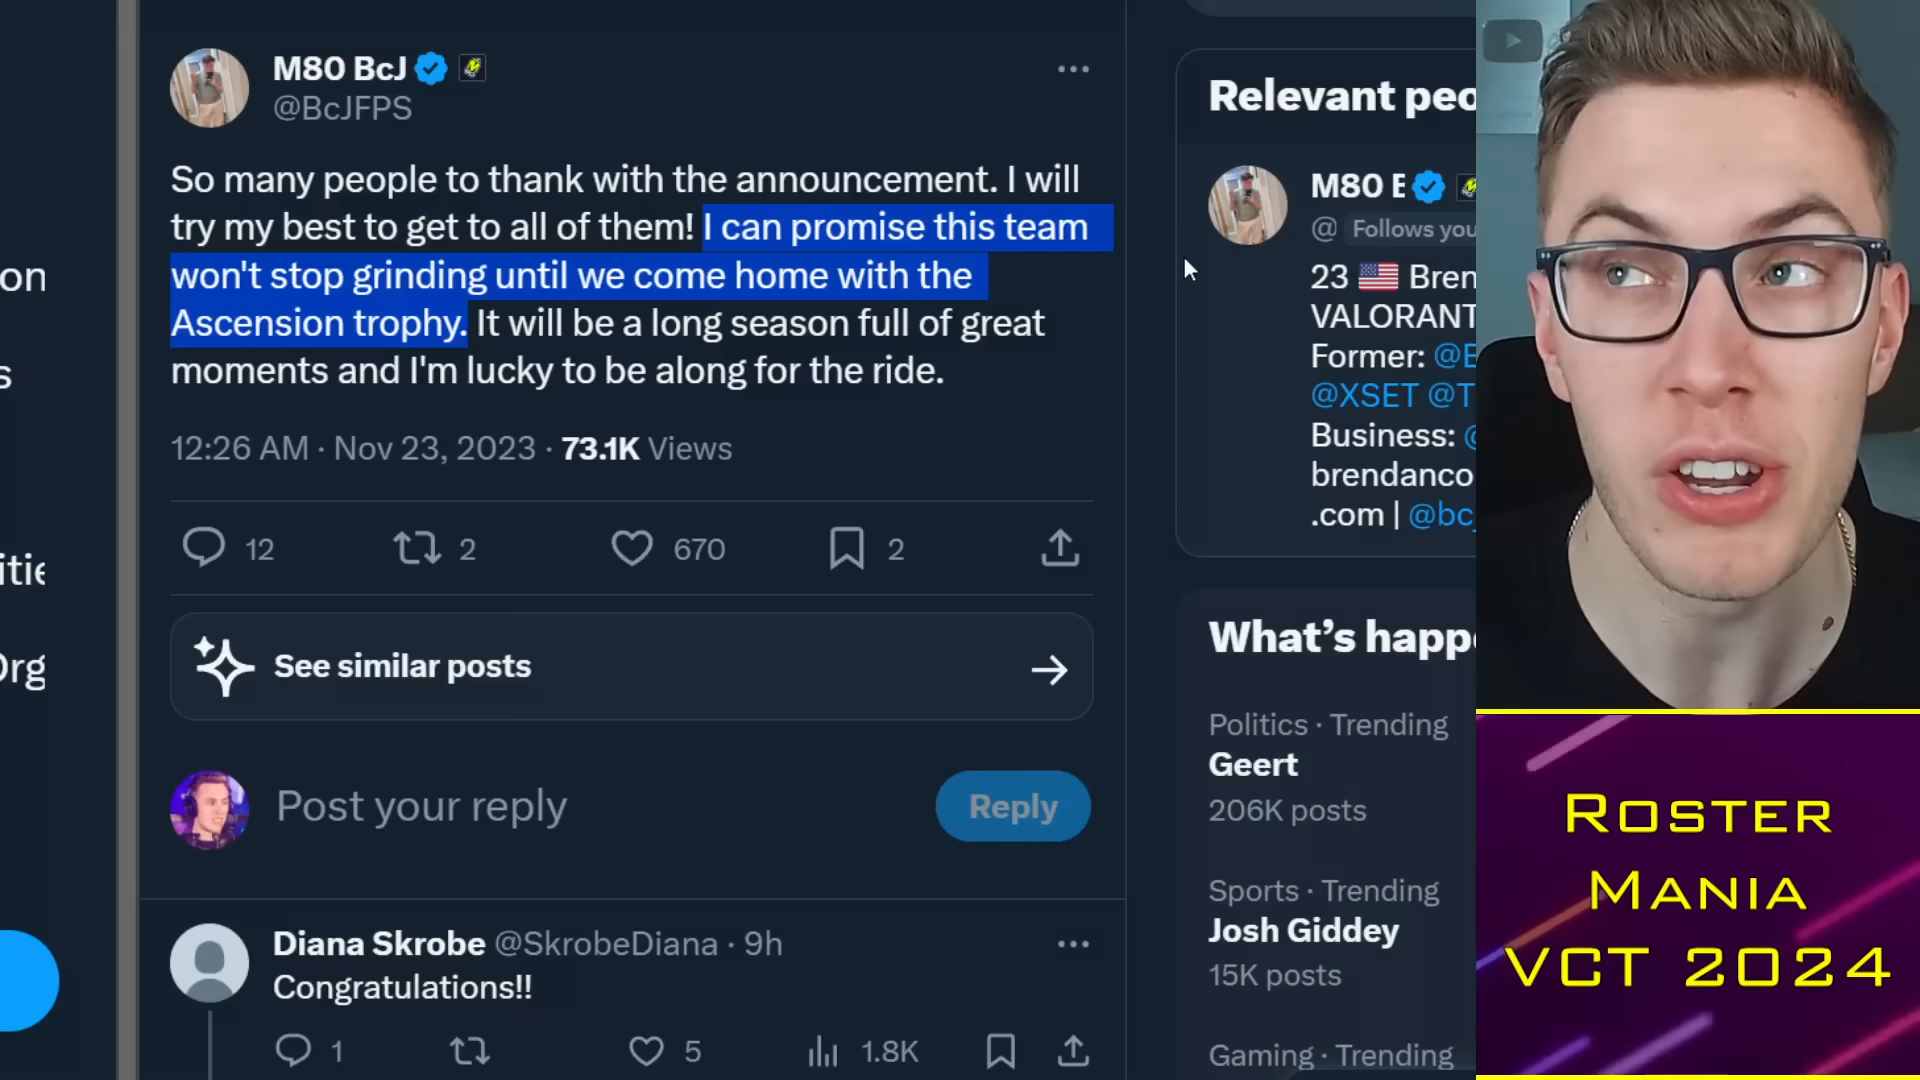 on
s
itie
Org
M80 BcJ
@BcJFPS
So many people to thank with the announcement. I will
try my best to get to all of them! I can promise this team
won't stop grinding until we come home with the
Ascension trophy. It will be a long season full of great
moments and I'm lucky to be along for the ride.
12:26 AM · Nov 23, 2023 · 73.1K Views
12 2 670 2
See similar posts
Post your reply
Reply
Diana Skrobe @SkrobeDiana · 9h
Congratulations!!
1 5 1.8K
Relevant peo
M80 B
@ Follows you
23 🇺🇸 Bren
VALORANT
Former: @E
@XSET @T
Business: @
brendanco
.com | @bc
What's happe
Politics · Trending
Geert
206K posts
Sports · Trending
Josh Giddey
15K posts
Gaming · Trending
ROSTER
MANIA
VCT 2024